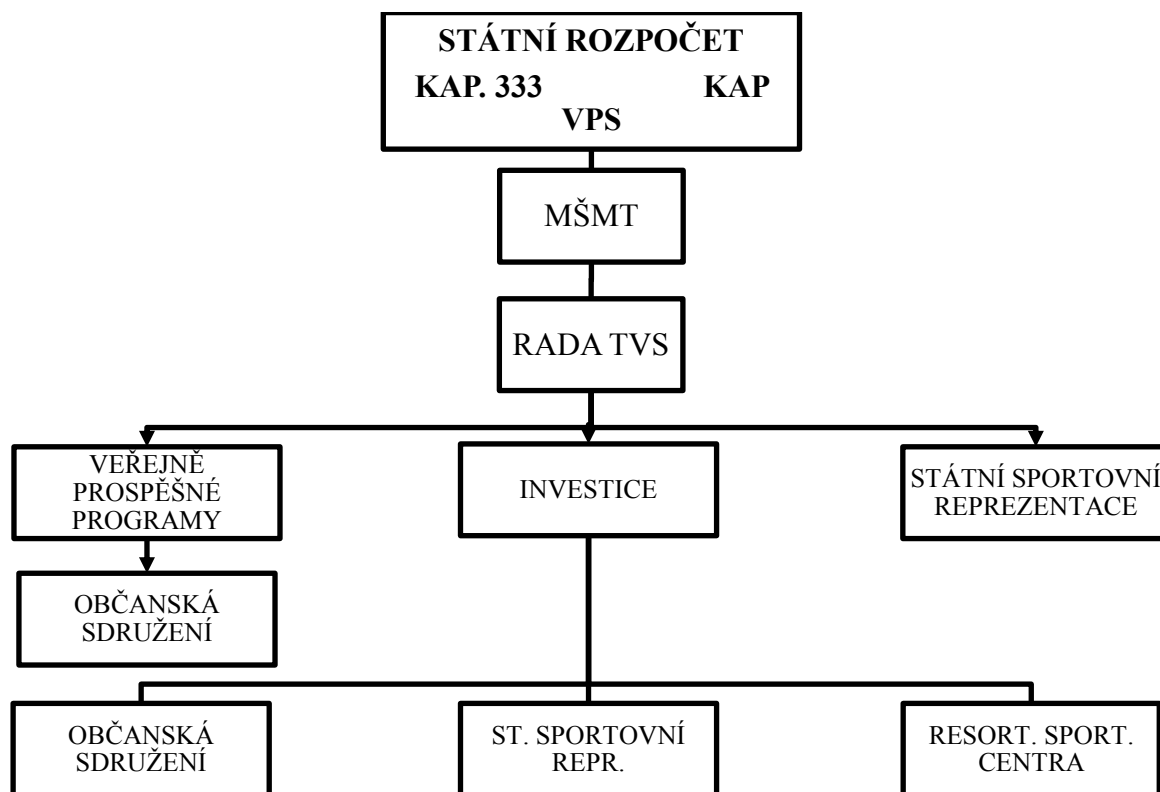 STÁTNÍ ROZPOČET
KAP. 333 KAP
VPS
MŠMT
RADA TVS
VEŘEJNĚ
PROSPĚŠNÉ
PROGRAMY
INVESTICE
STÁTNÍ SPORTOVNÍ
REPREZENTACE
OBČANSKÁ
SDRUŽENÍ
OBČANSKÁ
SDRUŽENÍ
ST. SPORTOVNÍ
REPR.
RESORT. SPORT.
CENTRA